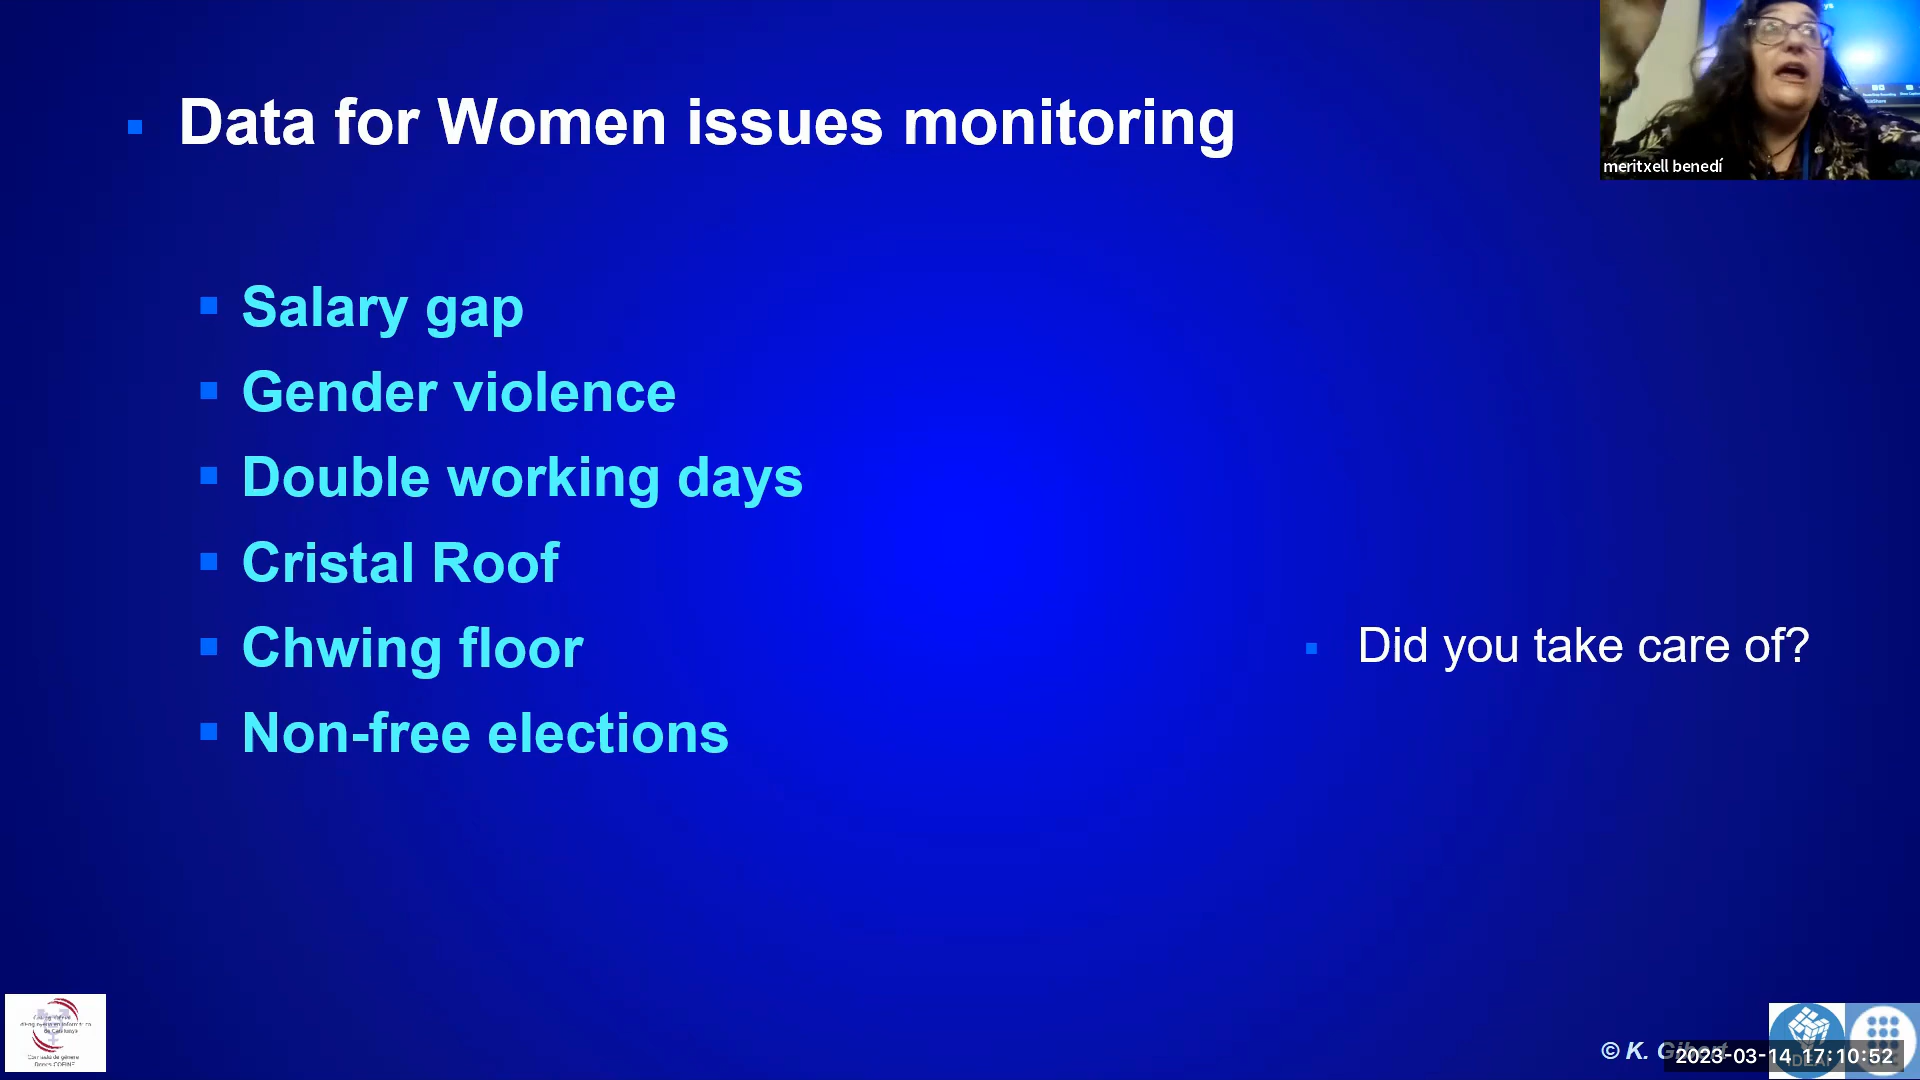 Data for Women issues monitoring
meritxell benedí
Salary gap
Gender violence
Double working days
Cristal Roof
Chwing floor
Did you take care of?
Non-free elections
© K.
2023-03-14 17:10:52